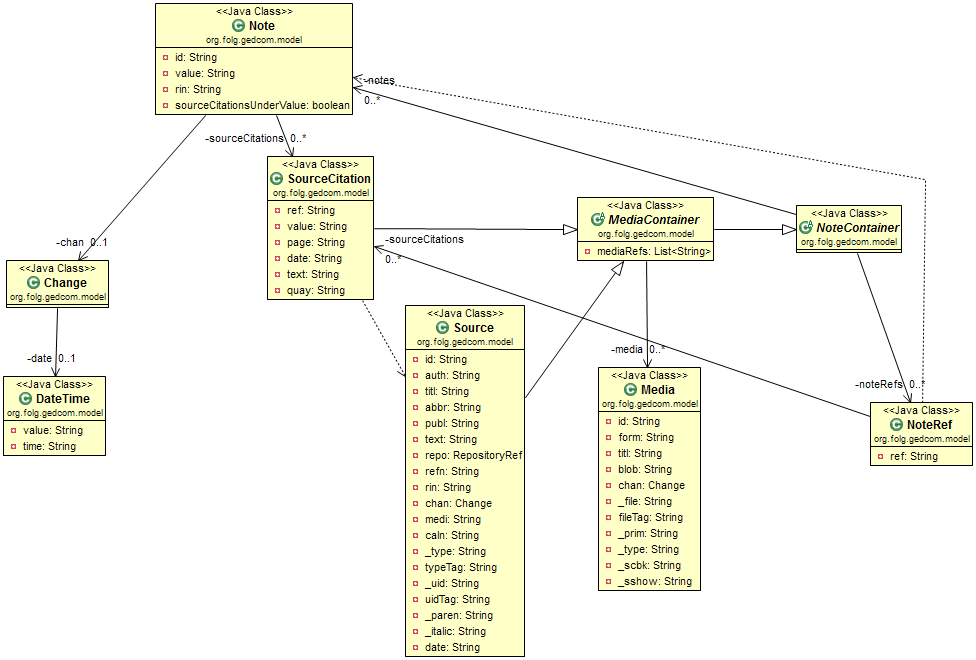 <<Java Class>>
Note
org.folg.gedcom.model
id: String
value: String
rin: String
sourceCitationsUnderValue: boolean
-notes
0..*
-sourceCitations 0..*
<<Java Class>>
SourceCitation
org.folg.gedcom.model
ref: String
value: String
page: String
date: String
text: String
quay: String
-sourceCitations
0..*
<<Java Class>>
MediaContainer
org.folg.gedcom.model
mediaRefs: List<String>
<<Java Class>>
NoteContainer
org.folg.gedcom.model
-chan 0..1
<<Java Class>>
Change
org.folg.gedcom.model
-date 0..1
<<Java Class>>
DateTime
org.folg.gedcom.model
value: String
time: String
<<Java Class>>
Source
org.folg.gedcom.model
id: String
auth: String
titl: String
abbr: String
publ: String
text: String
repo: RepositoryRef
refn: String
rin: String
chan: Change
medi: String
caln: String
_type: String
typeTag: String
_uid: String
uidTag: String
_paren: String
_italic: String
date: String
-media 0..*
<<Java Class>>
Media
org.folg.gedcom.model
id: String
form: String
titl: String
blob: String
chan: Change
_file: String
fileTag: String
_prim: String
_type: String
_scbk: String
_sshow: String
-noteRefs 0..*
<<Java Class>>
NoteRef
org.folg.gedcom.model
ref: String